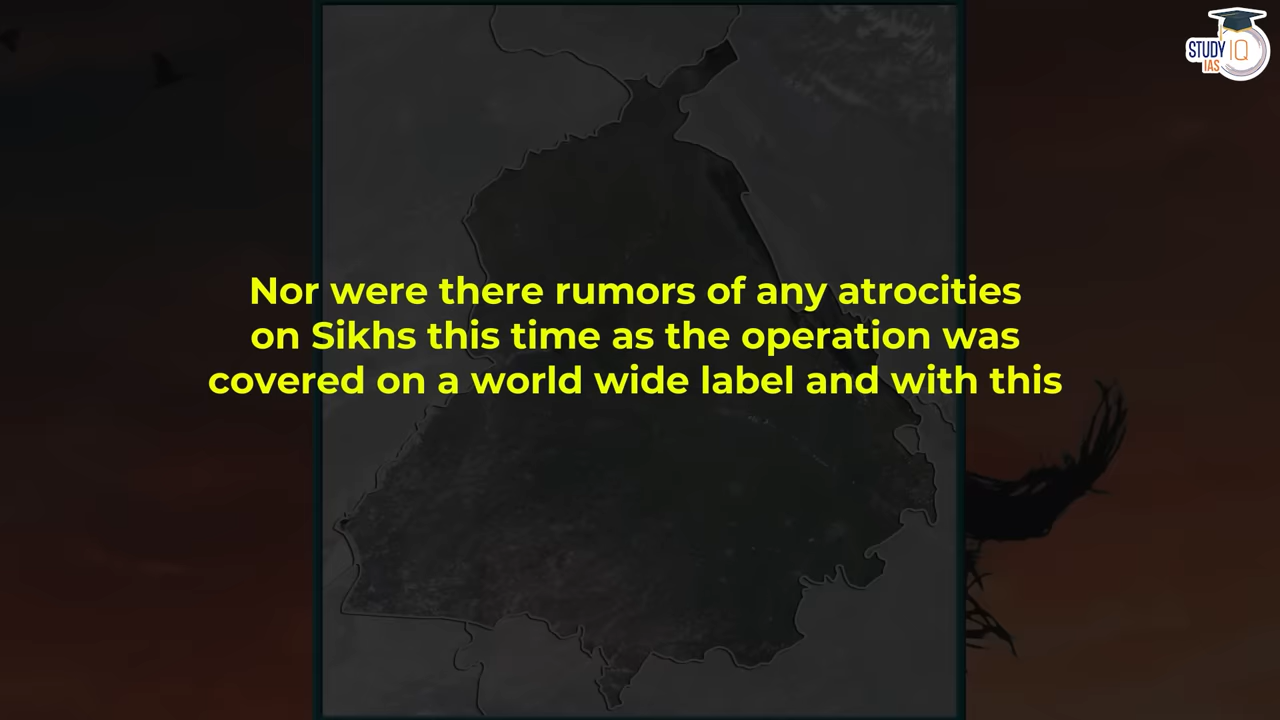 STUDY IQ
IAS
Nor were there rumors of any atrocities
on Sikhs this time as the operation was
covered on a world wide label and with this